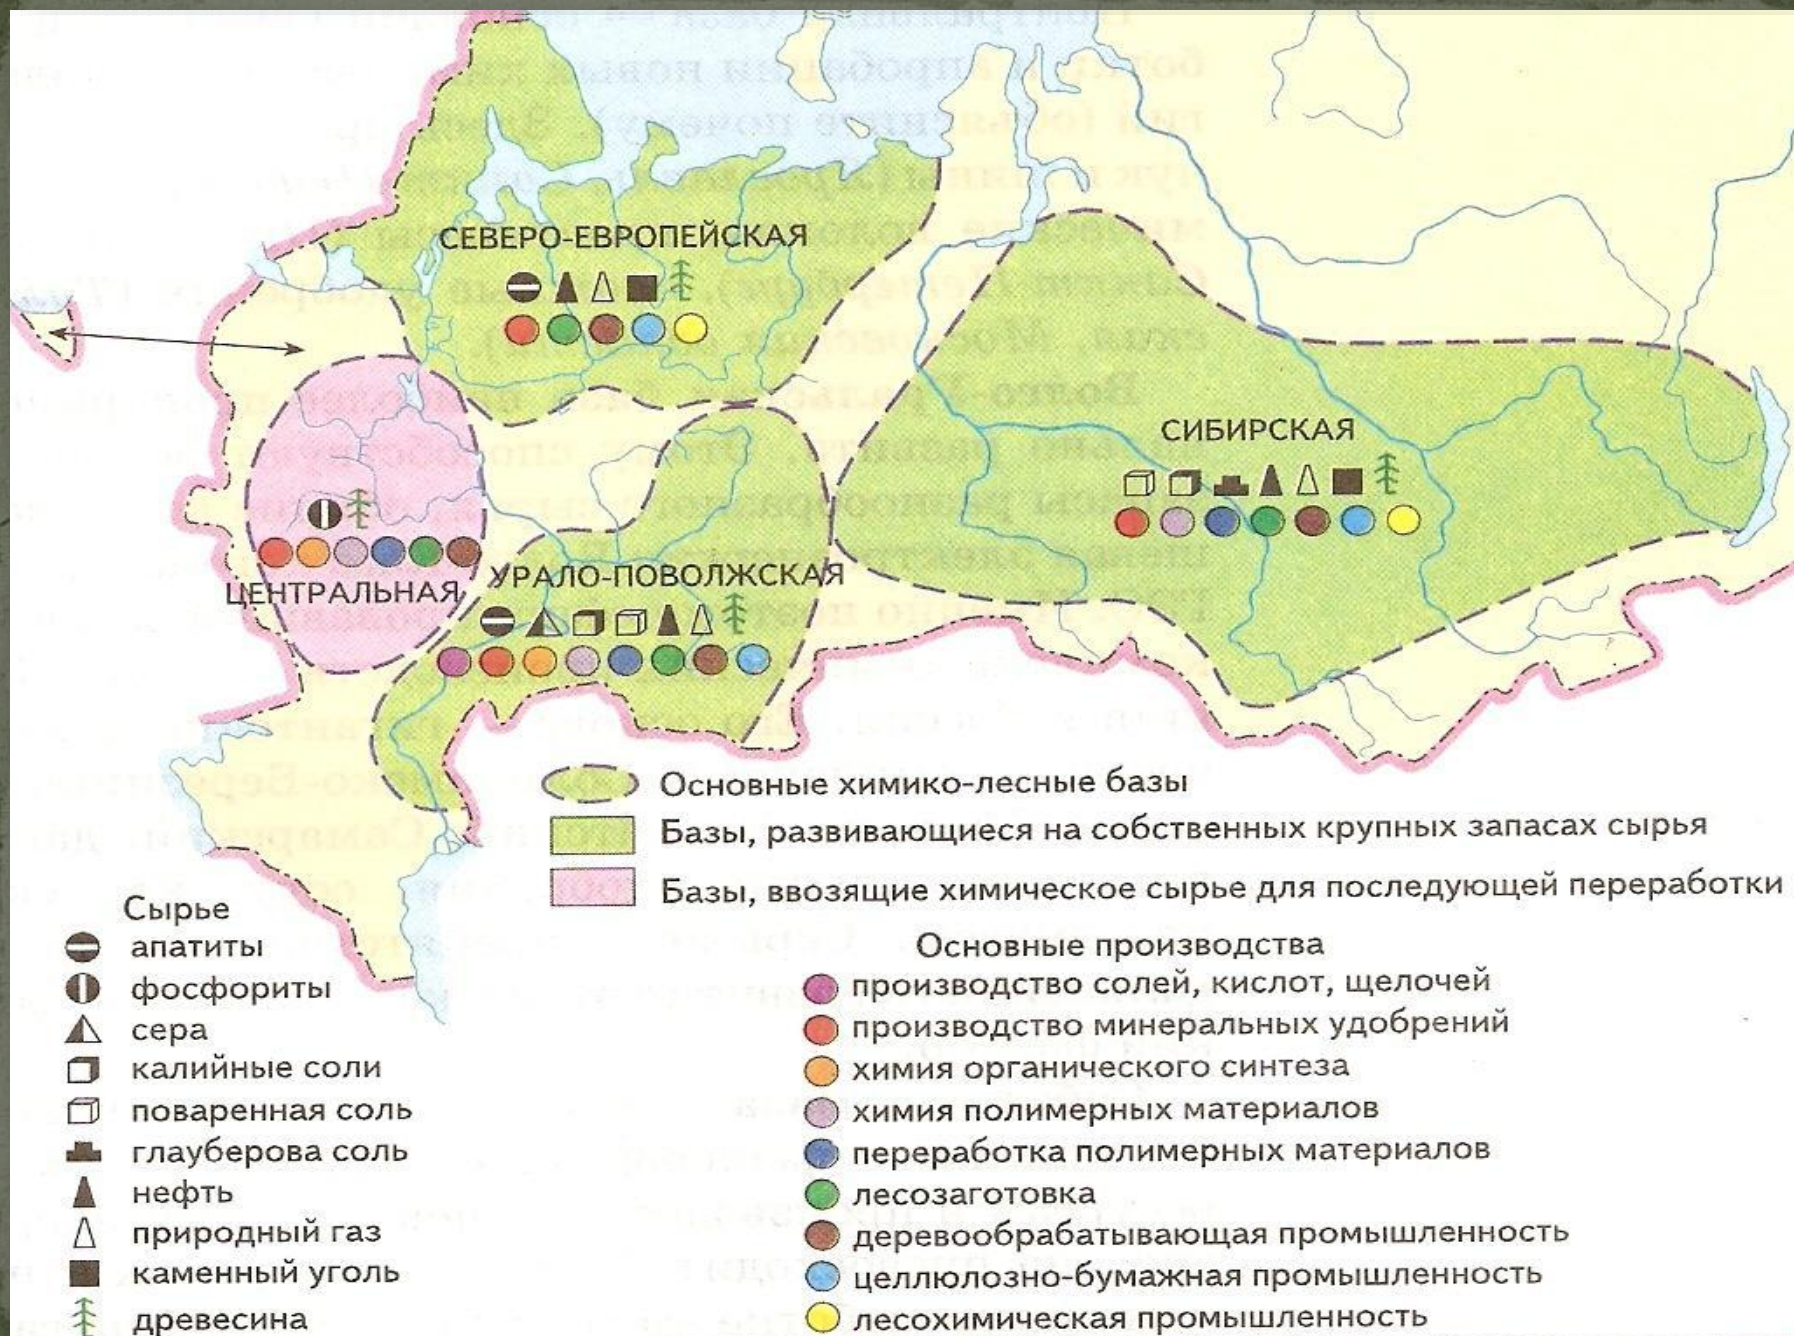 СЕВЕРО-ЕВРОПЕЙСКАЯ
СИБИРСКАЯ
ЦЕНТРАЛЬНАЯ
УРАЛО-ПОВОЛЖСКАЯ
Основные химико-лесные базы
Базы, развивающиеся на собственных крупных запасах сырья
Базы, ввозящие химическое сырье для последующей переработки
Сырье
апатиты
фосфориты
сера
калийные соли
поваренная соль
глауберова соль
нефть
природный газ
каменный уголь
древесина
Основные производства
производство солей, кислот, щелочей
производство минеральных удобрений
химия органического синтеза
химия полимерных материалов
переработка полимерных материалов
лесозаготовка
деревообрабатывающая промышленность
целлюлозно-бумажная промышленность
лесохимическая промышленность